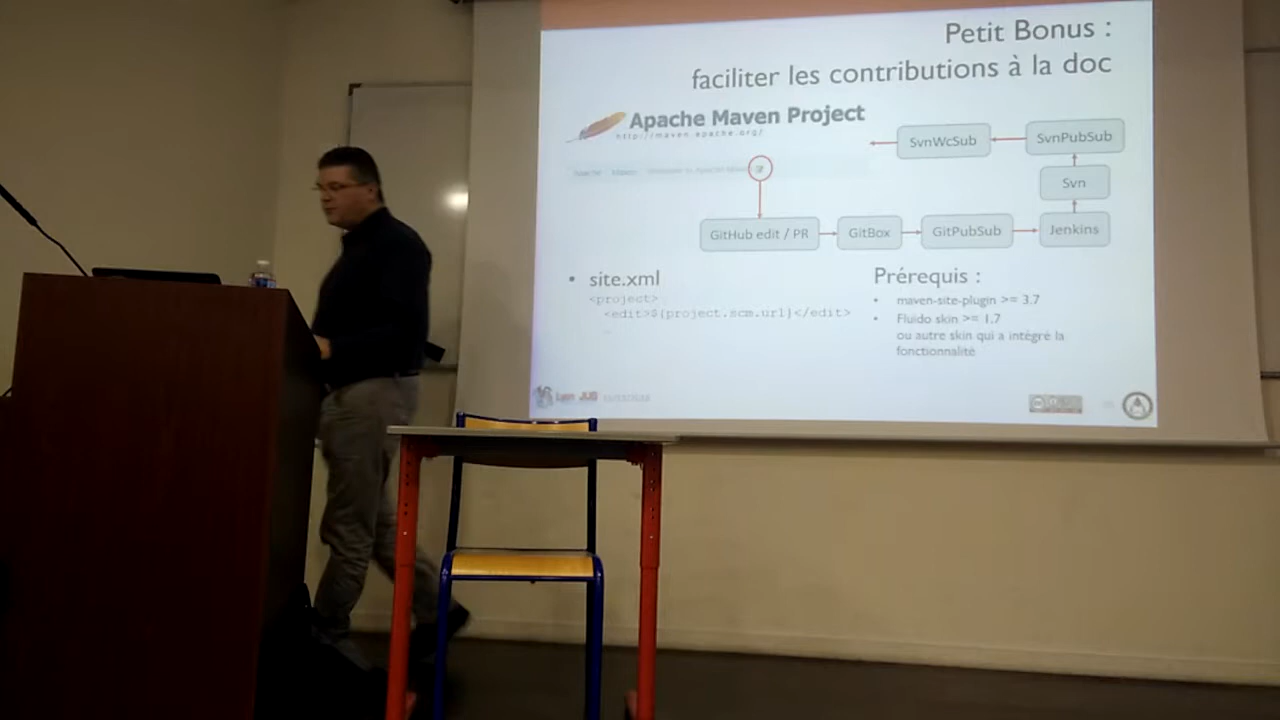 Petit Bonus :
faciliter les contributions à la doc
Apache Maven Project
http://maven.apache.org/
SvnWcSub
SvnPubSub
Svn
GitHub edit / PR
GitBox
GitPubSub
Jenkins
• site.xml
<project>
<edit>${project.scm.url}</edit>
Prérequis :
• maven-site-plugin >= 3.7
• Fluido skin >= 1.7
ou autre skin qui a intégré la
fonctionnalité
Lyon JUG